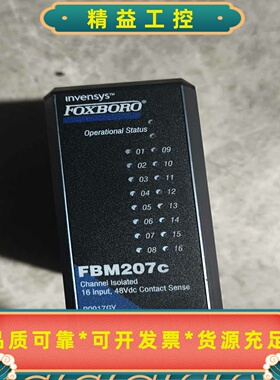 精益工控
invensys
FOXBORO
Operational Status
01 09
02 10
03 11
04 12
05 13
06 14
07 15
08 16
FBM207c
Channel Isolated
16 Input, 48Vdc Contact Sense
品质可靠*可开发票*货源充足